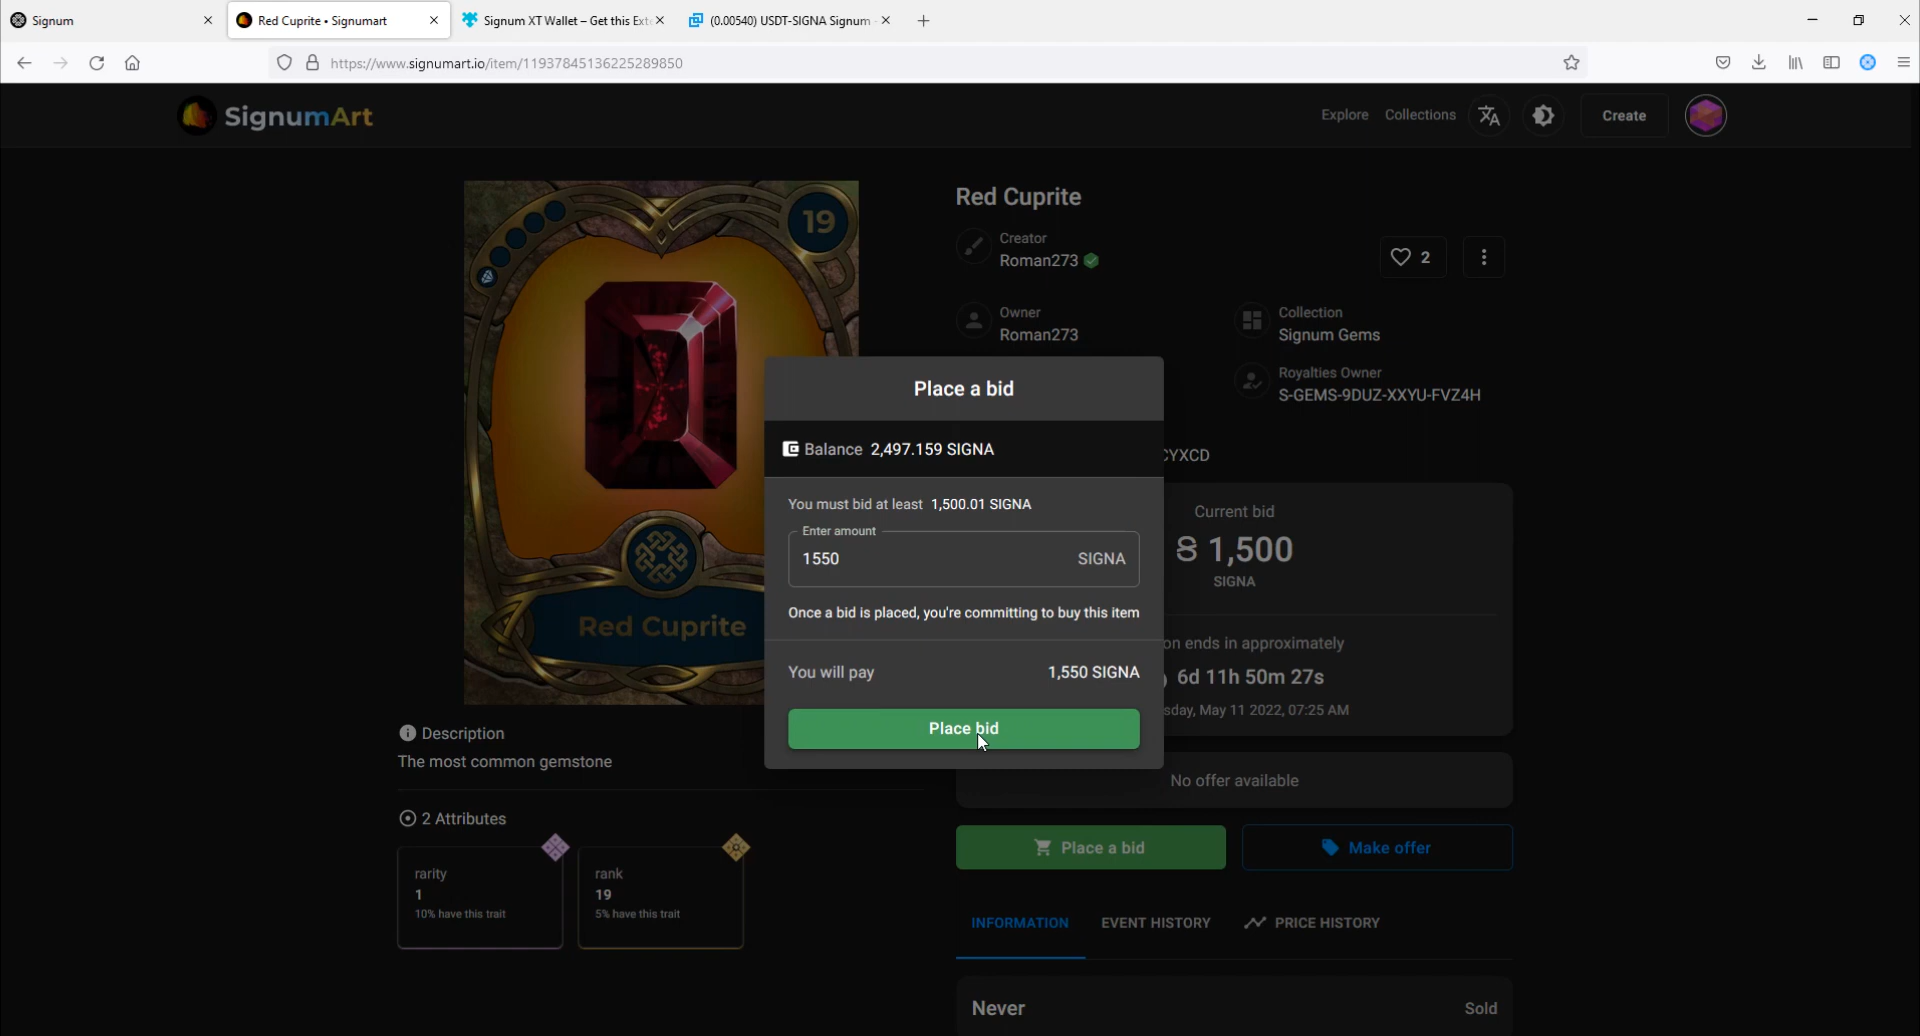 Signum
Red Cuprite • Signumart
Signum XT Wallet – Get this Ext
(0.00540) USDT-SIGNA Signum
https://www.signumart.io/item/11937845136225289850
SignumArt
Explore
Collections
Create
19
Red Cuprite
Red Cuprite
Creator
Roman273
2
Owner
Roman273
Collection
Signum Gems
Royalties Owner
S-GEMS-9DUZ-XXYU-FVZ4H
CYXCD
Place a bid
Balance 2,497.159 SIGNA
You must bid at least 1,500.01 SIGNA
Enter amount
1550 SIGNA
Once a bid is placed, you're committing to buy this item
You will pay 1,550 SIGNA
Place bid
Current bid
1,500
SIGNA
on ends in approximately
6d 11h 50m 27s
sday, May 11 2022, 07:25 AM
No offer available
Place a bid
Make offer
Description
The most common gemstone
2 Attributes
rarity
1
10% have this trait
rank
19
5% have this trait
INFORMATION
EVENT HISTORY
PRICE HISTORY
Never
Sold